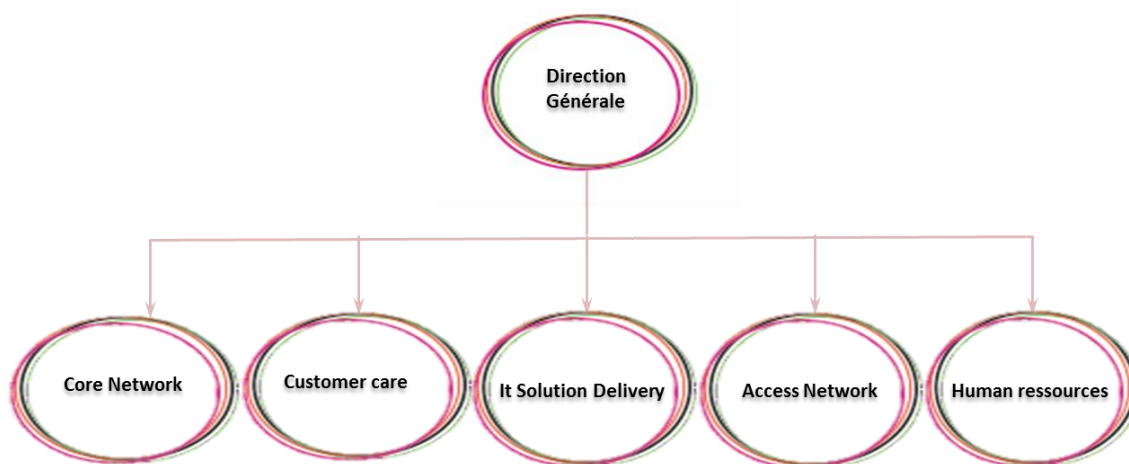 Direction
Générale
Core Network
Customer care
It Solution Delivery
Access Network
Human ressources